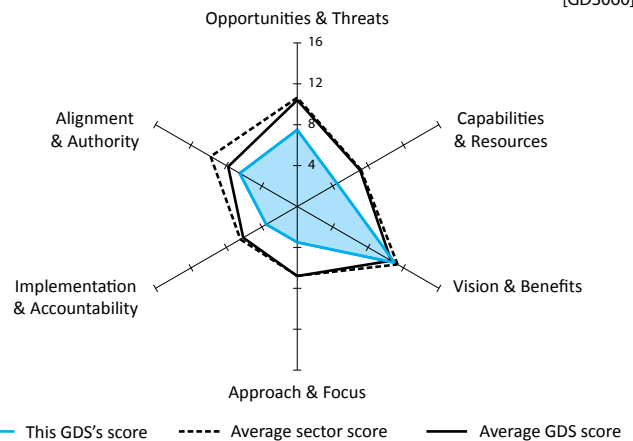 [GDS060]
Opportunities & Threats
16
12
8
4
Alignment
& Authority
Capabilities
& Resources
Implementation
& Accountability
Vision & Benefits
Approach & Focus
This GDS's score
Average sector score
Average GDS score